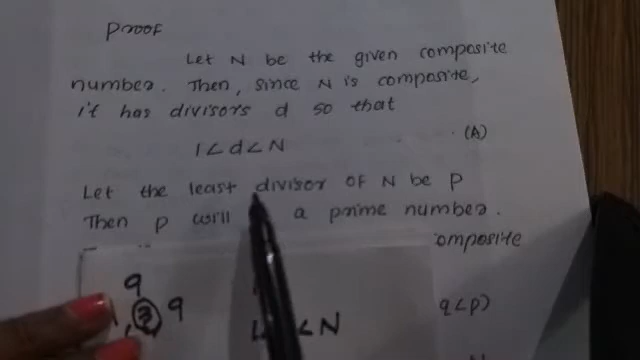 Proof
Let N be the given composite
number. Then, since N is composite,
it has divisors d so that
1<d<N (A)
Let the least divisor of N be P
Then P will a prime number.
omposite
q<p)
9
3 9
<N